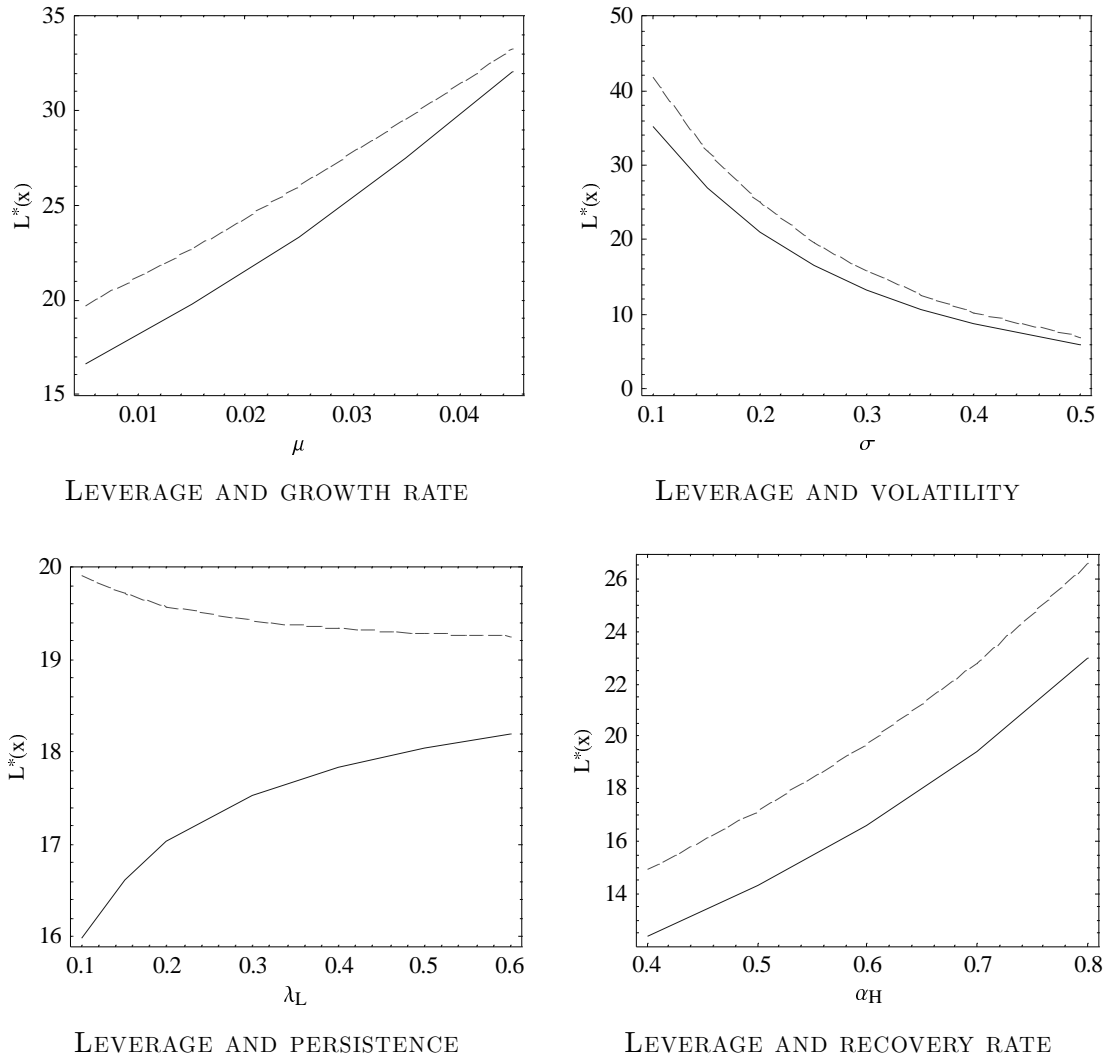 35
30
25
20
15
L*(x)
0.01 0.02 0.03 0.04
μ
LEVERAGE AND GROWTH RATE
50
40
30
20
10
0
L*(x)
0.1 0.2 0.3 0.4 0.5
σ
LEVERAGE AND VOLATILITY
20
19
18
17
16
L*(x)
0.1 0.2 0.3 0.4 0.5 0.6
λL
LEVERAGE AND PERSISTENCE
26
24
22
20
18
16
14
L*(x)
0.4 0.5 0.6 0.7 0.8
αH
LEVERAGE AND RECOVERY RATE